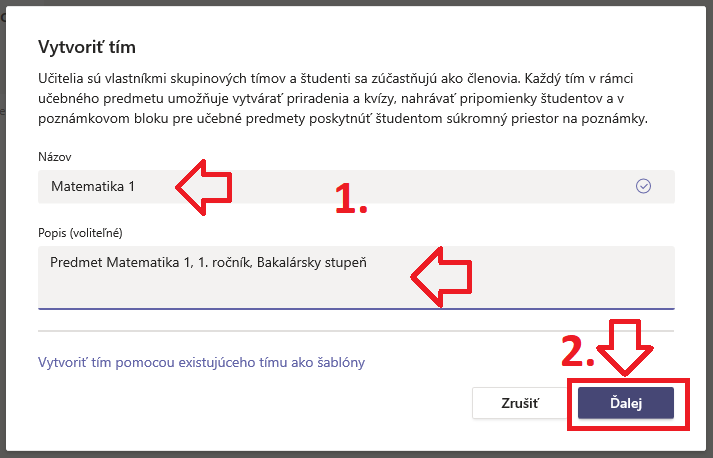 Vytvoriť tím
Učitelia sú vlastníkmi skupinových tímov a študenti sa zúčastňujú ako členovia. Každý tím v rámci
učebného predmetu umožňuje vytvárať priradenia a kvízy, nahrávať pripomienky študentov a v
poznámkovom bloku pre učebné predmety poskytnúť študentom súkromný priestor na poznámky.
Názov
Matematika 1
1.
Popis (voliteľné)
Predmet Matematika 1, 1. ročník, Bakalársky stupeň
2.
Vytvoriť tím pomocou existujúceho tímu ako šablóny
Zrušiť
Ďalej